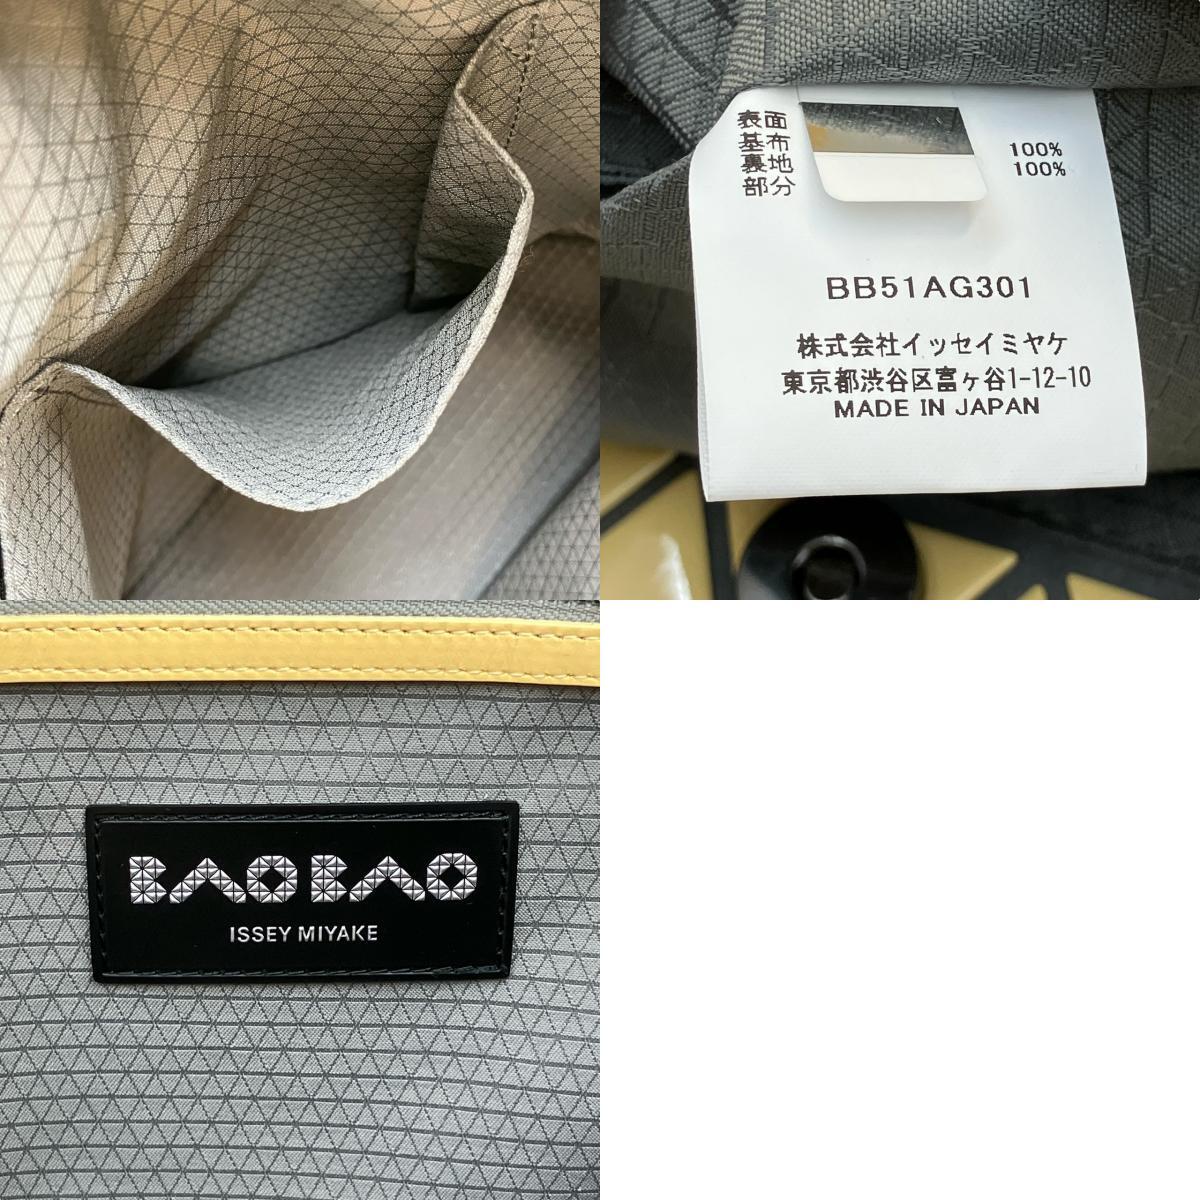 表面
基布 100%
裏地 100%
部分
BB51AG301
株式会社イッセイミヤケ
東京都渋谷区富ヶ谷1-12-10
MADE IN JAPAN
BAO BAO
ISSEY MIYAKE